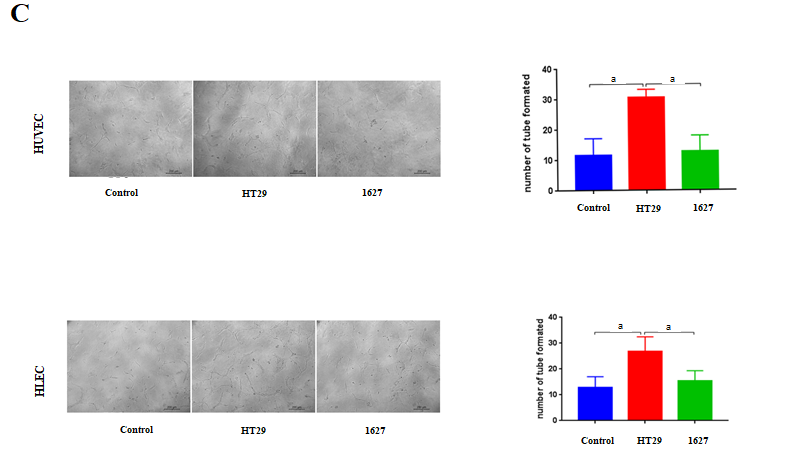 C
HUVEC
Control
HT29
1627
number of tube formated
40
30
20
10
0
a
a
Control
HT29
1627
HLEC
Control
HT29
1627
number of tube formated
40
30
20
10
0
a
a
Control
HT29
1627